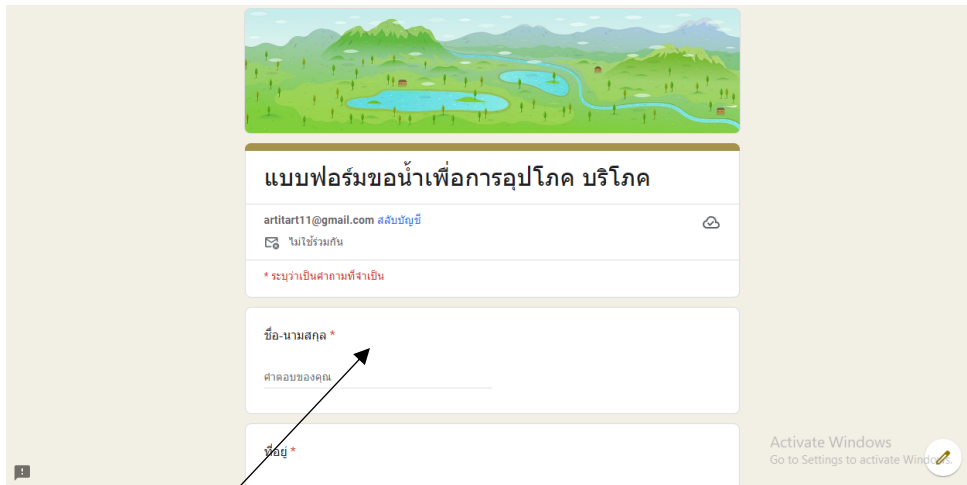 แบบฟอร์มขอน้ำเพื่อการอุปโภค บริโภค
artitart11@gmail.com สลับบัญชี
ไม่ใช้ร่วมกัน
* ระบุว่าเป็นคำถามที่จำเป็น
ชื่อ-นามสกุล *
คำตอบของคุณ
ที่อยู่ *
Activate Windows
Go to Settings to activate Windows.